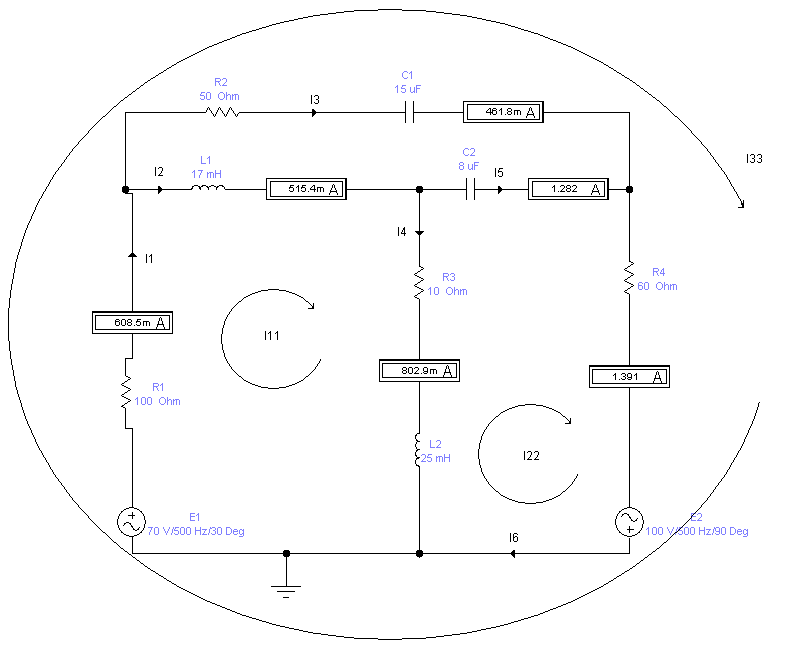 R2
50 Ohm
I3
C1
15 uF
461.8m A
I33
I2
L1
17 mH
515.4m A
C2
8 uF
I5
1.282 A
I1
I4
R3
10 Ohm
R4
60 Ohm
608.5m A
I11
802.9m A
1.391 A
R1
100 Ohm
L2
25 mH
I22
E1
70 V/500 Hz/30 Deg
E2
100 V/500 Hz/90 Deg
I6